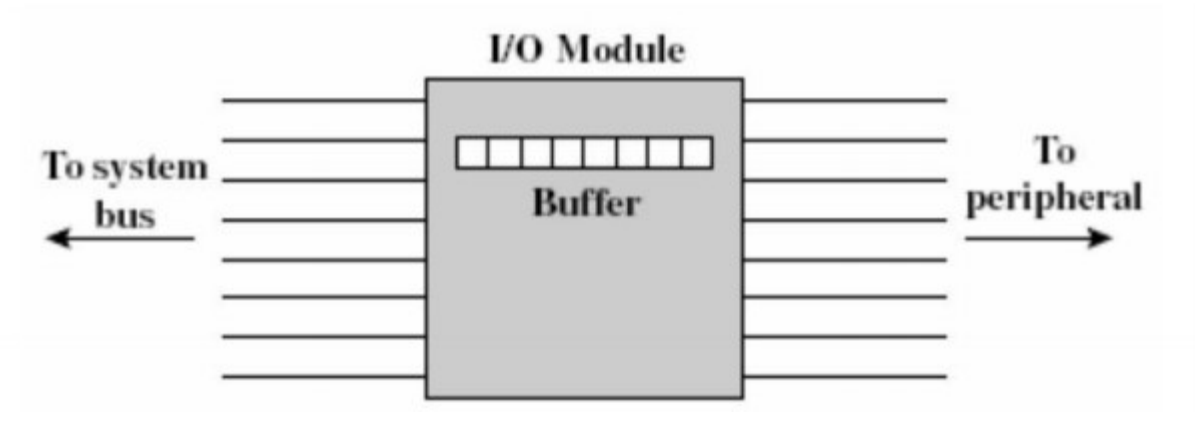 I/O Module
To system
bus
Buffer
To
peripheral